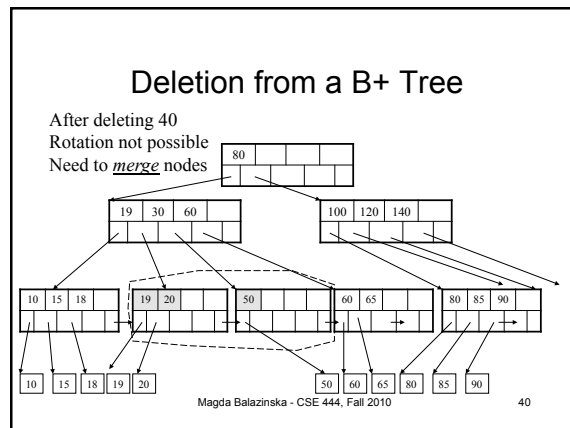 Deletion from a B+ Tree
After deleting 40
Rotation not possible
Need to merge nodes
80
19 30 60
100 120 140
10 15 18
19 20
50
60 65
80 85 90
10 15 18 19 20 50 60 65 80 85 90
Magda Balazinska - CSE 444, Fall 2010 40